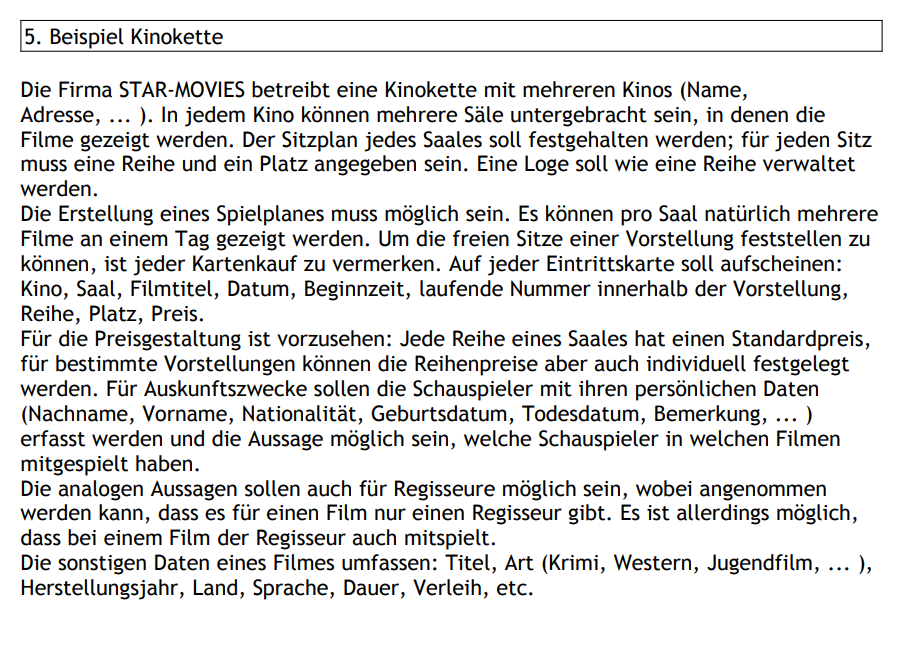 5. Beispiel Kinokette
Die Firma STAR-MOVIES betreibt eine Kinokette mit mehreren Kinos (Name,
Adresse, ... ). In jedem Kino können mehrere Säle untergebracht sein, in denen die
Filme gezeigt werden. Der Sitzplan jedes Saales soll festgehalten werden; für jeden Sitz
muss eine Reihe und ein Platz angegeben sein. Eine Loge soll wie eine Reihe verwaltet
werden.
Die Erstellung eines Spielplanes muss möglich sein. Es können pro Saal natürlich mehrere
Filme an einem Tag gezeigt werden. Um die freien Sitze einer Vorstellung feststellen zu
können, ist jeder Kartenkauf zu vermerken. Auf jeder Eintrittskarte soll aufscheinen:
Kino, Saal, Filmtitel, Datum, Beginnzeit, laufende Nummer innerhalb der Vorstellung,
Reihe, Platz, Preis.
Für die Preisgestaltung ist vorzusehen: Jede Reihe eines Saales hat einen Standardpreis,
für bestimmte Vorstellungen können die Reihenpreise aber auch individuell festgelegt
werden. Für Auskunftszwecke sollen die Schauspieler mit ihren persönlichen Daten
(Nachname, Vorname, Nationalität, Geburtsdatum, Todesdatum, Bemerkung, ... )
erfasst werden und die Aussage möglich sein, welche Schauspieler in welchen Filmen
mitgespielt haben.
Die analogen Aussagen sollen auch für Regisseure möglich sein, wobei angenommen
werden kann, dass es für einen Film nur einen Regisseur gibt. Es ist allerdings möglich,
dass bei einem Film der Regisseur auch mitspielt.
Die sonstigen Daten eines Filmes umfassen: Titel, Art (Krimi, Western, Jugendfilm, ... ),
Herstellungsjahr, Land, Sprache, Dauer, Verleih, etc.